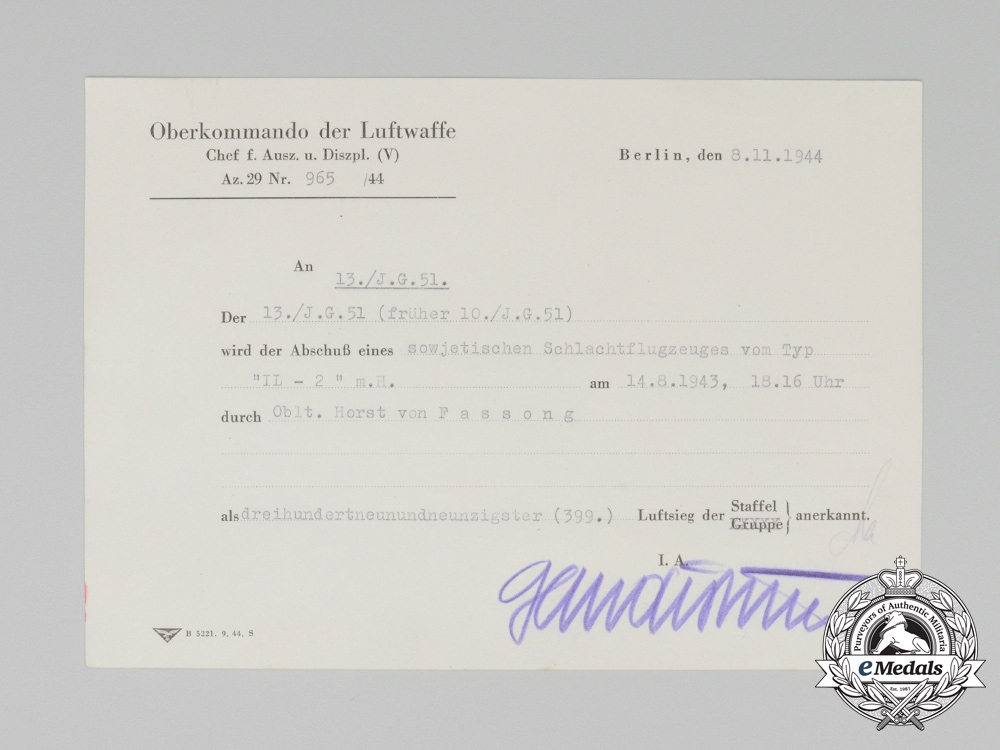 Oberkommando der Luftwaffe
Chef f. Ausz. u. Diszpl. (V)
Az. 29 Nr. 965 /44
Berlin, den 8.11.1944
An
13./J.G.51.
Der 13./J.G.51 (früher 10./J.G.51)
wird der Abschuß eines sowjetischen Schlachtflugzeuges vom Typ
"IL - 2 " m.H. am 14.8.1943, 18.16 Uhr
durch Oblt. Horst von F a s s o n g
als dreihundertneunundneunzigster (399.) Luftsieg der Staffel anerkannt.
Gruppe
I. A.
B 5221. 9. 44. S
Purveyors of Authentic Militaria
eMedals